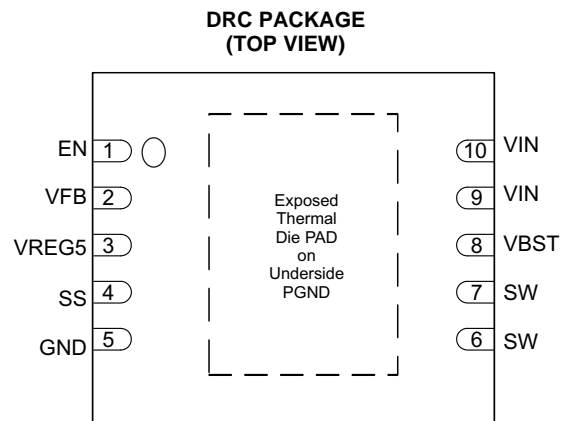 DRC PACKAGE
(TOP VIEW)
EN 1
VFB 2
VREG5 3
SS 4
GND 5
Exposed
Thermal
Die PAD
on
Underside
PGND
10 VIN
9 VIN
8 VBST
7 SW
6 SW